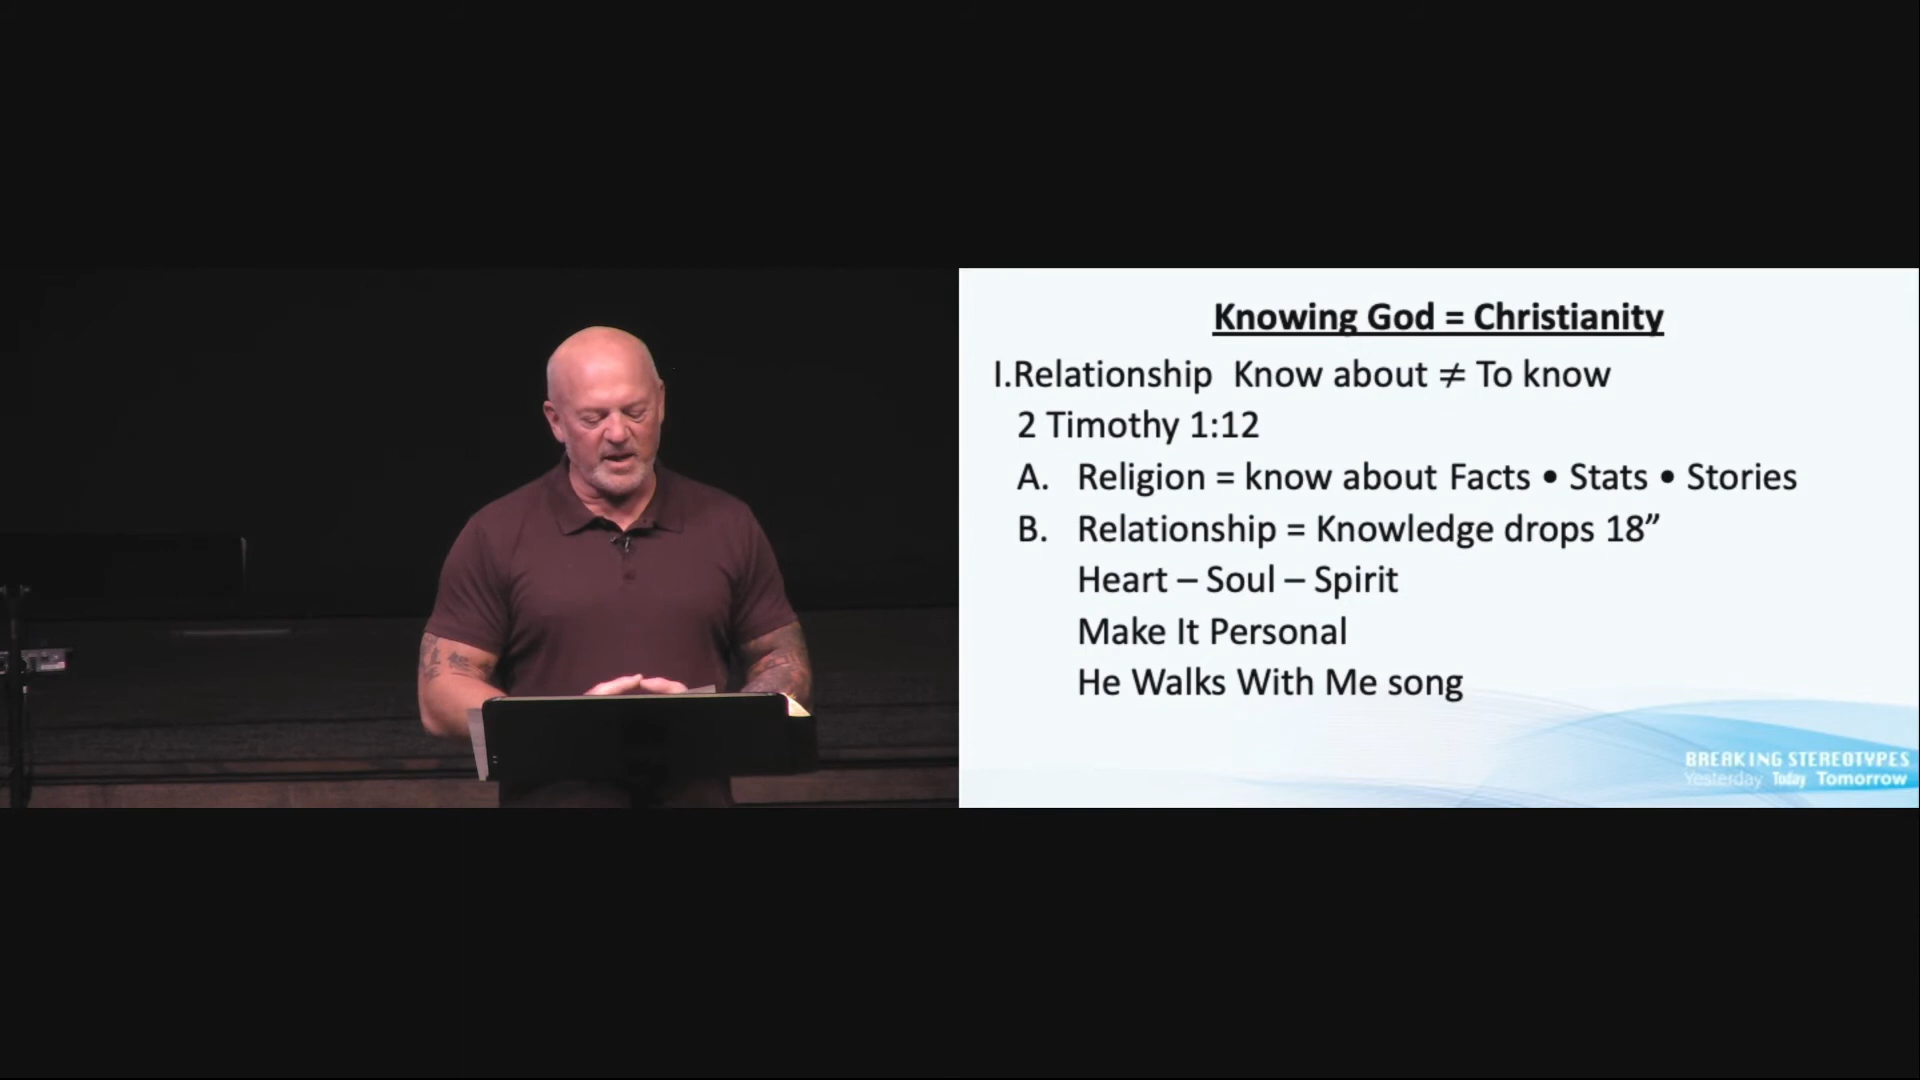 Knowing God = Christianity
I.Relationship  Know about ≠ To know
2 Timothy 1:12
A. Religion = know about Facts • Stats • Stories
B. Relationship = Knowledge drops 18”
Heart – Soul – Spirit
Make It Personal
He Walks With Me song
BREAKING STEREOTYPES
Yesterday Today Tomorrow